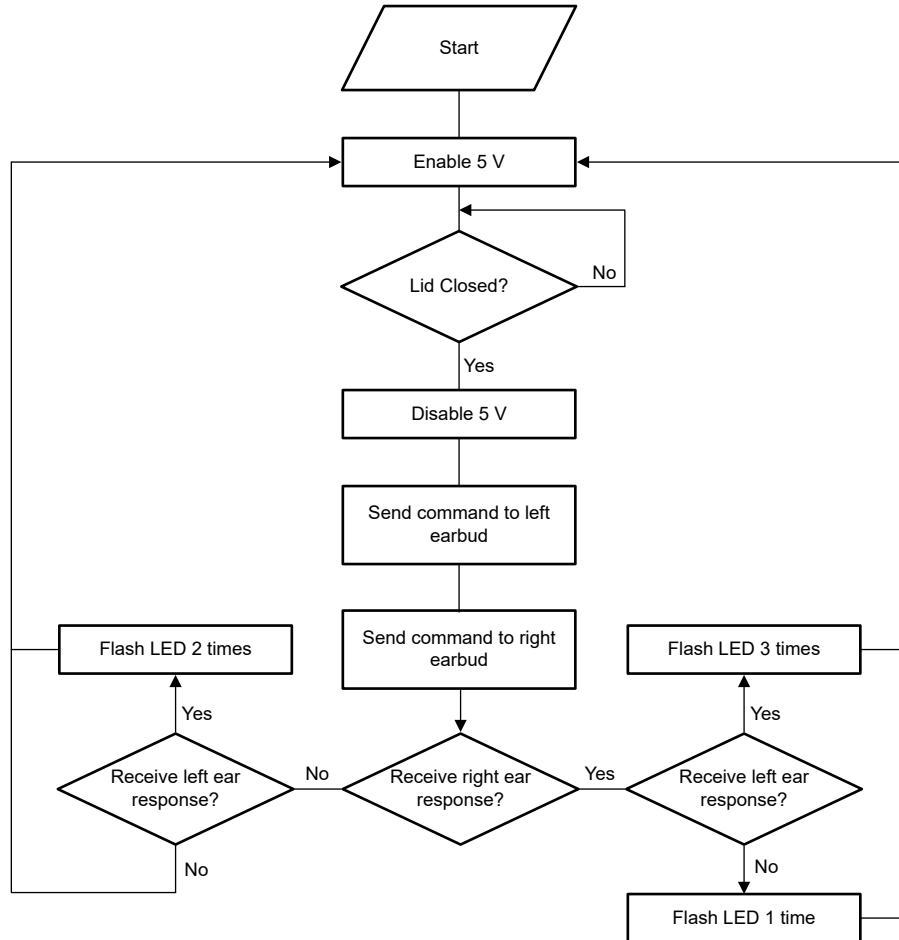 Start
Enable 5 V
Lid Closed?
No
Yes
Disable 5 V
Send command to left
earbud
Send command to right
earbud
Flash LED 2 times
Flash LED 3 times
Yes
Yes
Receive left ear
response?
No
Receive right ear
response?
Yes
Receive left ear
response?
No
No
Flash LED 1 time